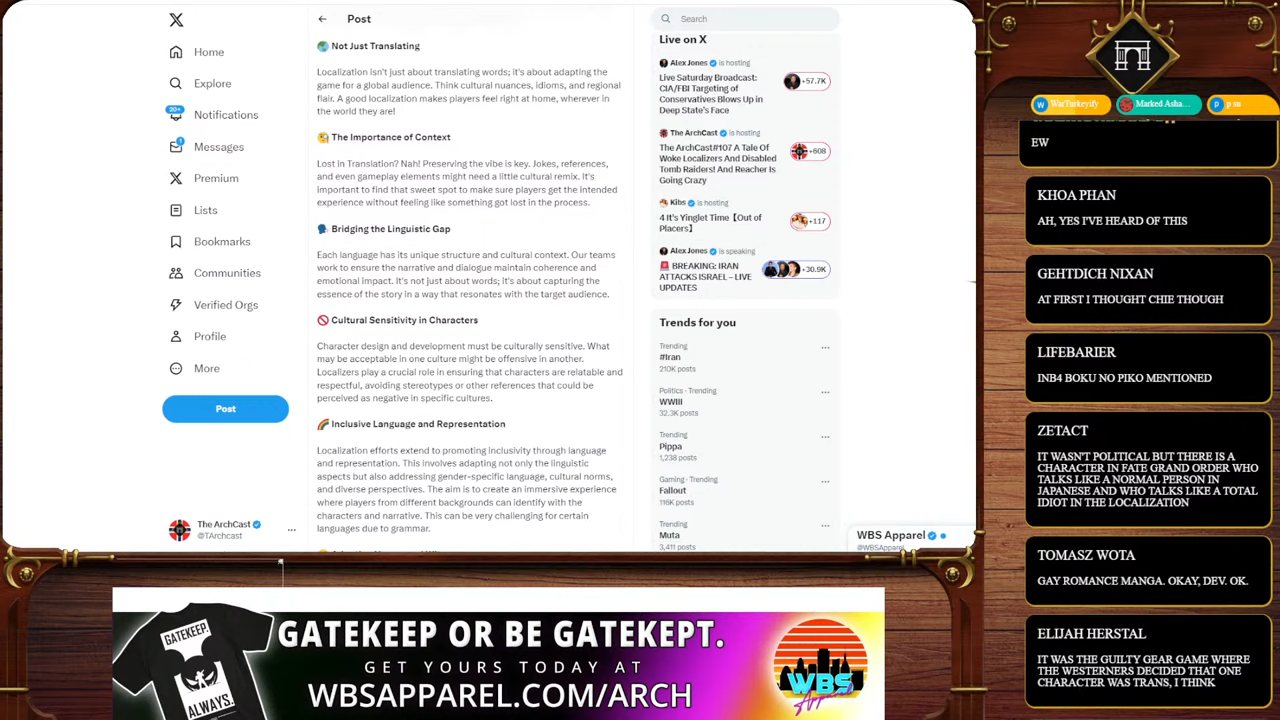 Home
Explore
20+
Notifications
1
Messages
Premium
Lists
Bookmarks
Communities
Verified Orgs
Profile
More
Post
The ArchCast
@TArchcast
Post
Not Just Translating
Localization isn't just about translating words; it's about adapting the
game for a global audience. Think cultural nuances, idioms, and regional
flair. A good localization makes players feel right at home, wherever in
the world they are!
The Importance of Context
Lost in Translation? Nah! Preserving the vibe is key. Jokes, references,
and even gameplay elements might need a little cultural remix. It's
important to find that sweet spot to make sure players get the intended
experience without feeling like something got lost in the process.
Bridging the Linguistic Gap
Each language has its unique structure and cultural context. Our teams
work to ensure the narrative and dialogue maintain coherence and
emotional impact. It's not just about words; it's about capturing the
essence of the story in a way that resonates with the target audience.
Cultural Sensitivity in Characters
Character design and development must be culturally sensitive. What
may be acceptable in one culture might be offensive in another.
Localizers play a crucial role in ensuring that characters are relatable and
respectful, avoiding stereotypes or other references that could be
perceived as negative in specific cultures.
Inclusive Language and Representation
Localization efforts extend to promoting inclusivity through language
and representation. This involves adapting not only the linguistic
aspects but also addressing gender-specific language, cultural norms,
and diverse perspectives. The aim is to create an immersive experience
where players from different backgrounds can identify with the
characters and narrative. This can be very challenging for certain
languages due to grammar.
Search
Live on X
Alex Jones is hosting
Live Saturday Broadcast:
CIA/FBI Targeting of
Conservatives Blows Up in
Deep State's Face
+57.7K
The ArchCast is hosting
The ArchCast#107 A Tale Of
Woke Localizers And Disabled
Tomb Raiders! And Reacher Is
Going Crazy
+608
Kibs is hosting
4 It's Yinglet Time【Out of
Placers】
+117
Alex Jones is speaking
BREAKING: IRAN
ATTACKS ISRAEL – LIVE
UPDATES
+30.9K
Trends for you
Trending
#Iran
210K posts
Politics · Trending
WWIII
32.3K posts
Trending
Pippa
1,238 posts
Gaming · Trending
Fallout
116K posts
Trending
Muta
3,411 posts
WBS Apparel
@WBSApparel
W WarTurkeyify
Marked Asha...
p p su
EW
KHOA PHAN
AH, YES I'VE HEARD OF THIS
GEHTDICH NIXAN
AT FIRST I THOUGHT CHIE THOUGH
LIFEBARIER
INB4 BOKU NO PIKO MENTIONED
ZETACT
IT WASN'T POLITICAL BUT THERE IS A
CHARACTER IN FATE GRAND ORDER WHO
TALKS LIKE A NORMAL PERSON IN
JAPANESE AND WHO TALKS LIKE A TOTAL
IDIOT IN THE LOCALIZATION
TOMASZ WOTA
GAY ROMANCE MANGA. OKAY, DEV. OK.
ELIJAH HERSTAL
IT WAS THE GUILTY GEAR GAME WHERE
THE WESTERNERS DECIDED THAT ONE
CHARACTER WAS TRANS, I THINK
GATEKEEP
ALWAYS.
GATEKEEP OR BE GATEKEPT.
GET YOURS TODAY AT
WBSAPPAREL.COM/ARCH
WBS
Apparel